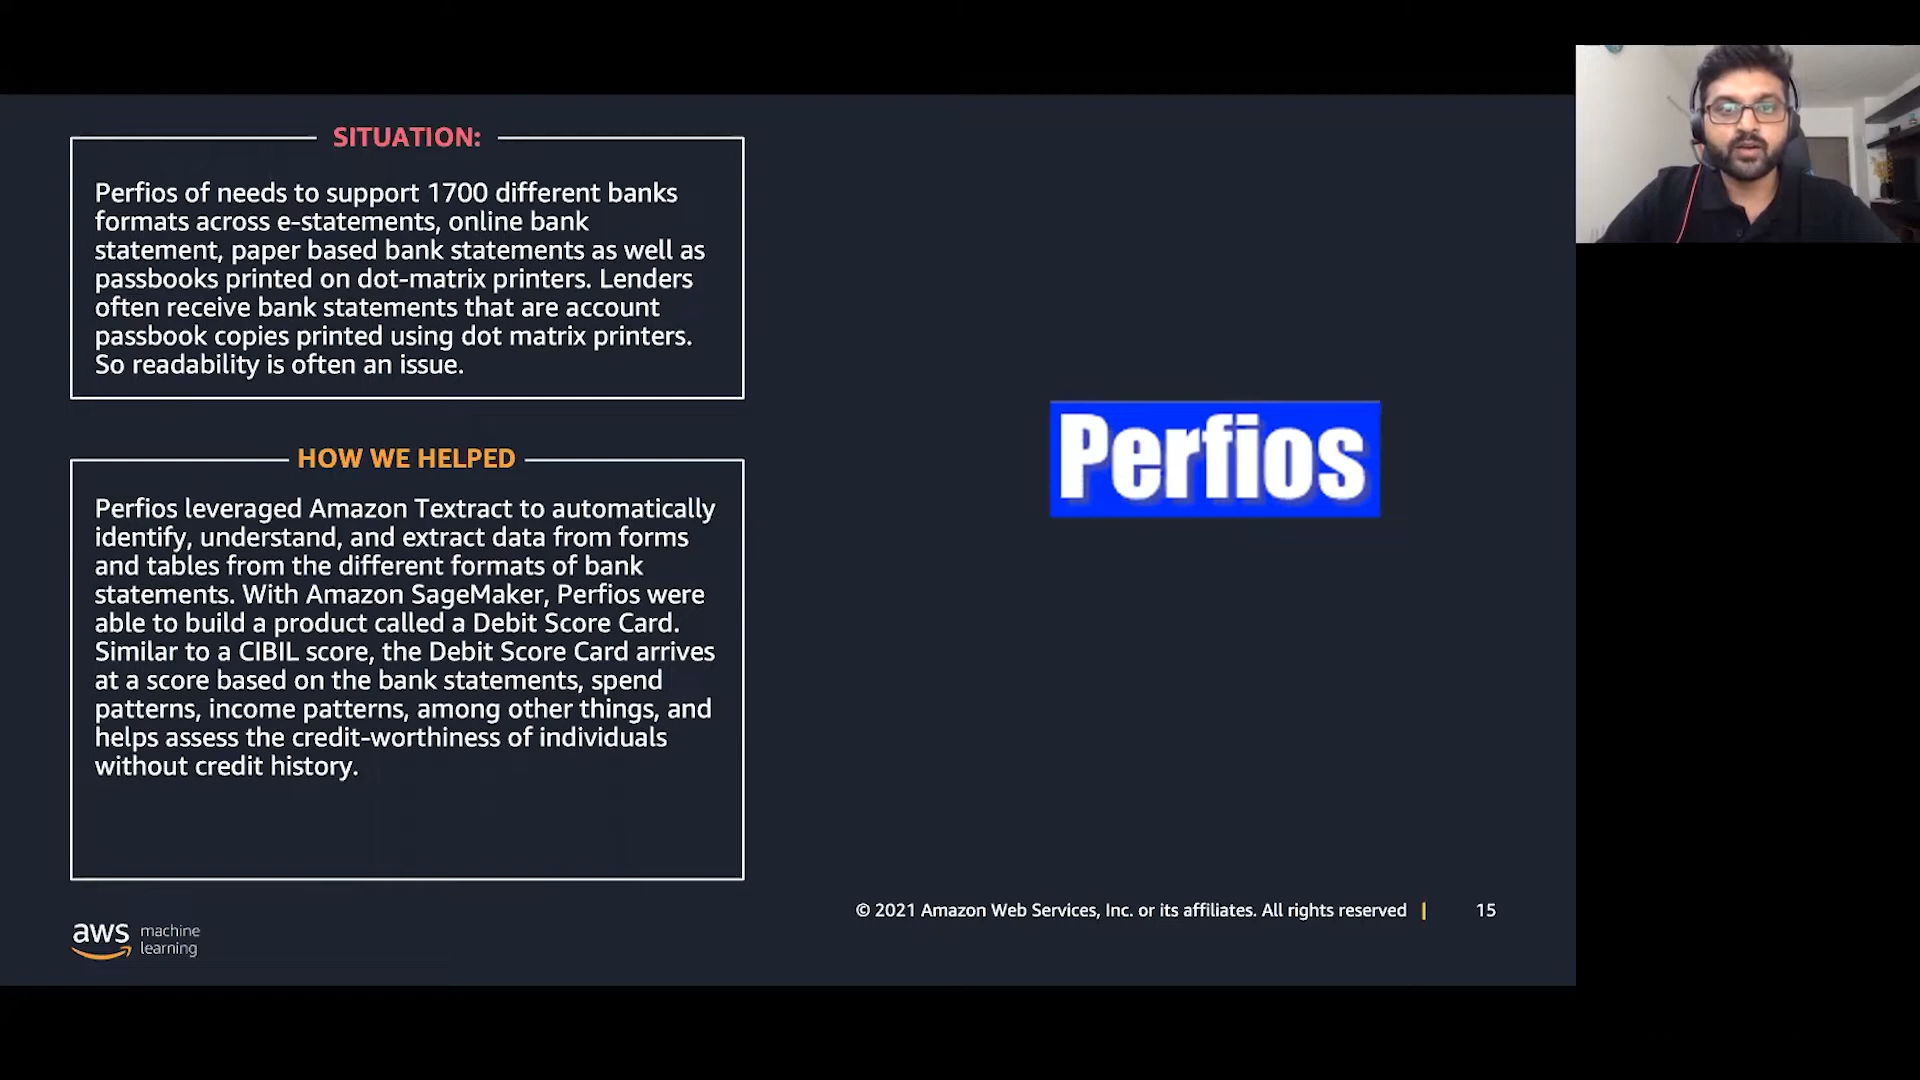 SITUATION:
Perfios of needs to support 1700 different banks
formats across e-statements, online bank
statement, paper based bank statements as well as
passbooks printed on dot-matrix printers. Lenders
often receive bank statements that are account
passbook copies printed using dot matrix printers.
So readability is often an issue.
HOW WE HELPED
Perfios leveraged Amazon Textract to automatically
identify, understand, and extract data from forms
and tables from the different formats of bank
statements. With Amazon SageMaker, Perfios were
able to build a product called a Debit Score Card.
Similar to a CIBIL score, the Debit Score Card arrives
at a score based on the bank statements, spend
patterns, income patterns, among other things, and
helps assess the credit-worthiness of individuals
without credit history.
Perfios
© 2021 Amazon Web Services, Inc. or its affiliates. All rights reserved | 15
aws machine
learning